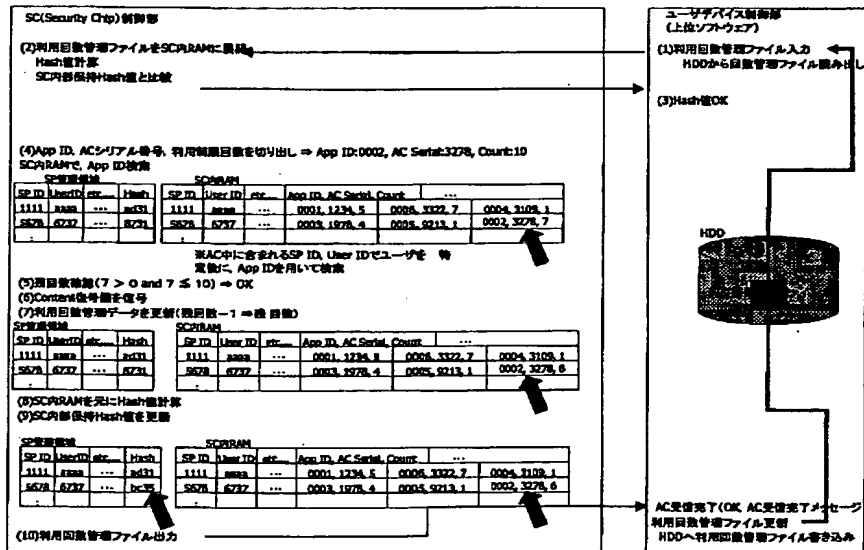 SC(Security Chip)制御部
ユーザデバイス制御部
(上位ソフトウェア)
(1)利用回数管理ファイル入力
HDDから回数管理ファイル読み出し
(2)利用回数管理ファイルをSC内RAMに展開
Hash値計算
SC内部保持Hash値と比較
(3)Hash値OK
(4)App ID、ACシリアル番号、利用制限回数を切り出し ⇒ App ID:0002, AC Serial:3278, Count:10
SC内RAMで、App ID検索
SP管理領域 SC内RAM
SP ID UserID etc.... Hash SP ID User ID etc.... App ID, AC Serial, Count ...
1111 aaaa ... ad31 1111 aaaa ... 0001, 1234, 5 0006, 3322, 7 0004, 3109, 1
5678 6737 ... 8731 5678 6737 ... 0003, 1978, 4 0005, 9213, 1 0002, 3278, 7
※AC中に含まれるSP ID, User IDでユーザを 特
定後に、App IDを用いて検索
HDD
(5)残回数確認(7 > 0 and 7 ≦ 10) ⇒ OK
(6)Content復号鍵を復号
(7)利用回数管理データを更新(残回数－1 ⇒残 回数)
SP管理領域 SC内RAM
SP ID UserID etc.... Hash SP ID User ID etc.... App ID, AC Serial, Count ...
1111 aaaa ... ad31 1111 aaaa ... 0001, 1234, 8 0006, 3322, 7 0004, 3109, 1
5678 6737 ... 8731 5678 6737 ... 0003, 1978, 4 0005, 9213, 1 0002, 3278, 6
(8)SC内RAMを元にHash値計算
(9)SC内部保持Hash値を更新
SP管理領域 SC内RAM
SP ID UserID etc.... Hash SP ID User ID etc.... App ID, AC Serial, Count ...
1111 aaaa ... ad31 1111 aaaa ... 0001, 1234, 5 0006, 3322, 7 0004, 3109, 1
5678 6737 ... bc35 5678 6737 ... 0003, 1978, 4 0005, 9213, 1 0002, 3278, 6
(10)利用回数管理ファイル出力
AC受信完了(OK, AC受信完了メッセージ
利用回数管理ファイル更新
HDDへ利用回数管理ファイル書き込み